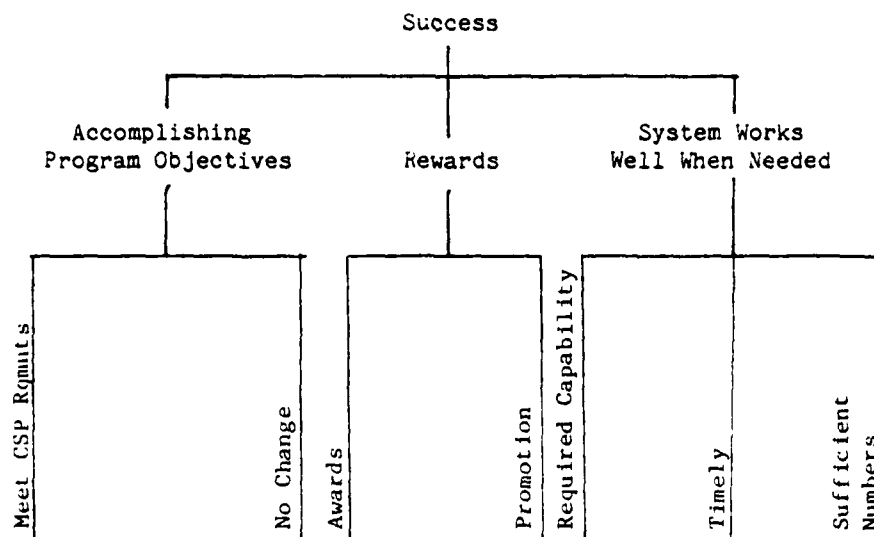 Success
Accomplishing
Program Objectives
Rewards
System Works
Well When Needed
Meet CSP Rqmnts
No Change
Awards
Promotion
Required Capability
Timely
Sufficient
Numbers